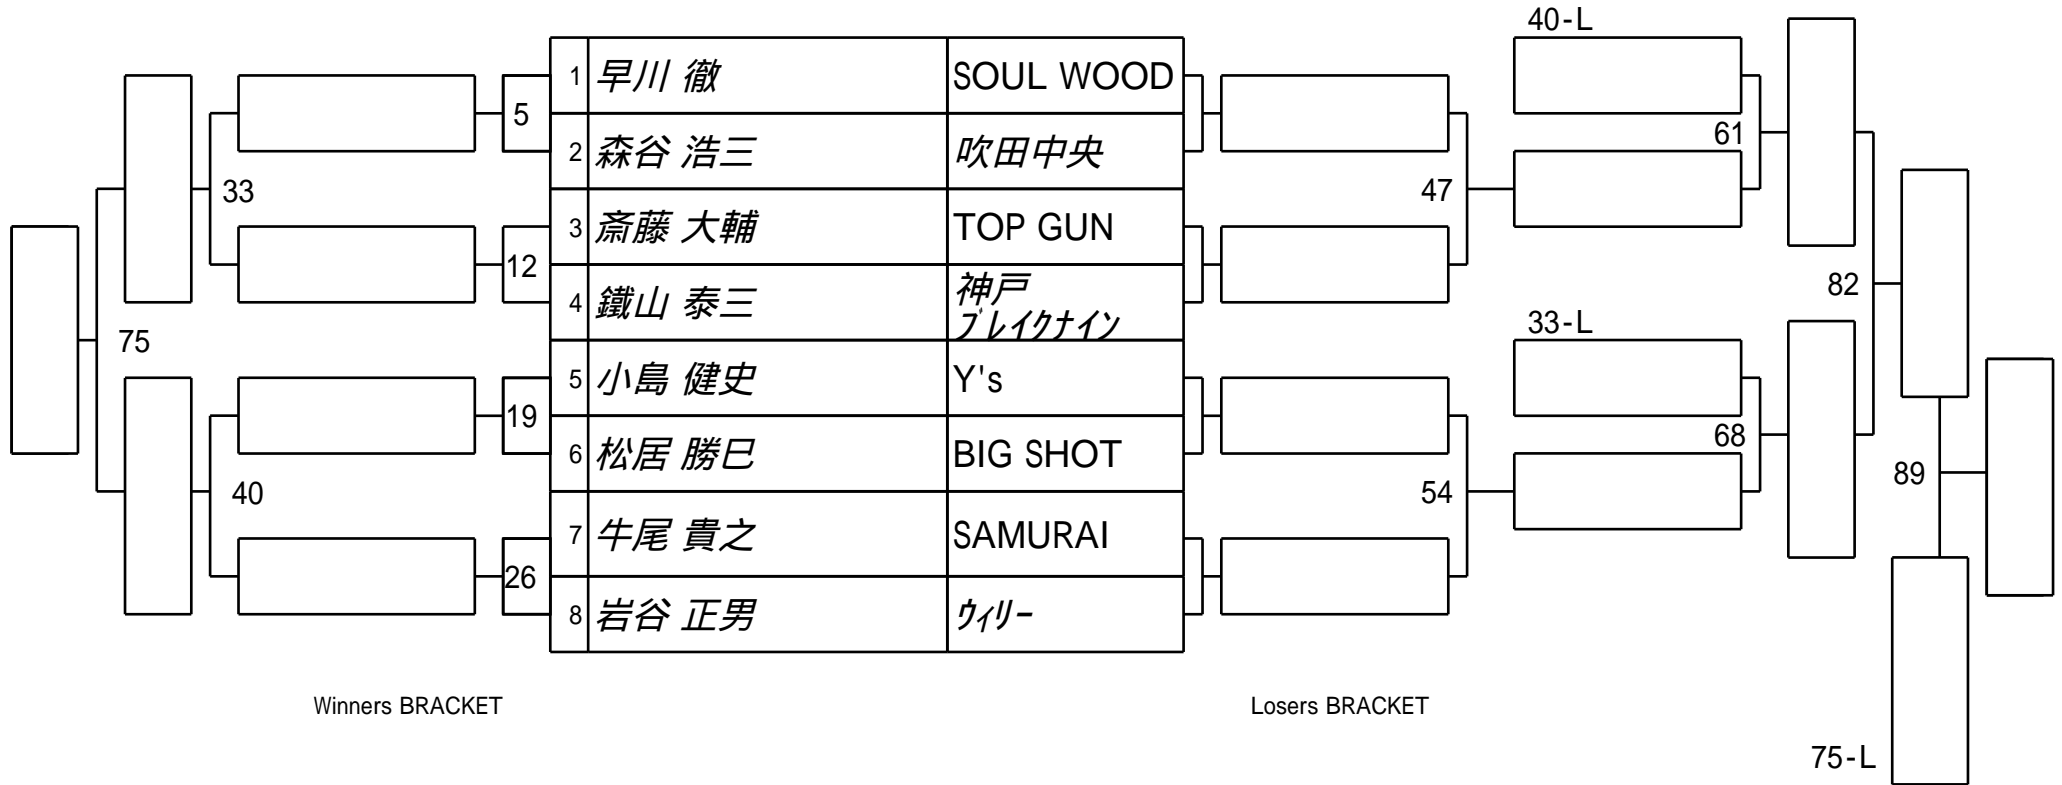 40-L
1 早川 徹 SOUL WOOD
5
2 森谷 浩三 吹田中央
61
33
47
3 斎藤 大輔 TOP GUN
12
4 鐵山 泰三 神戸
ﾌﾞﾚｲｸﾅｲﾝ
82
75
33-L
5 小島 健史 Y's
19
6 松居 勝巳 BIG SHOT
68
40
54
89
7 牛尾 貴之 SAMURAI
26
8 岩谷 正男 ｳｨﾘｰ
Winners BRACKET
Losers BRACKET
75-L